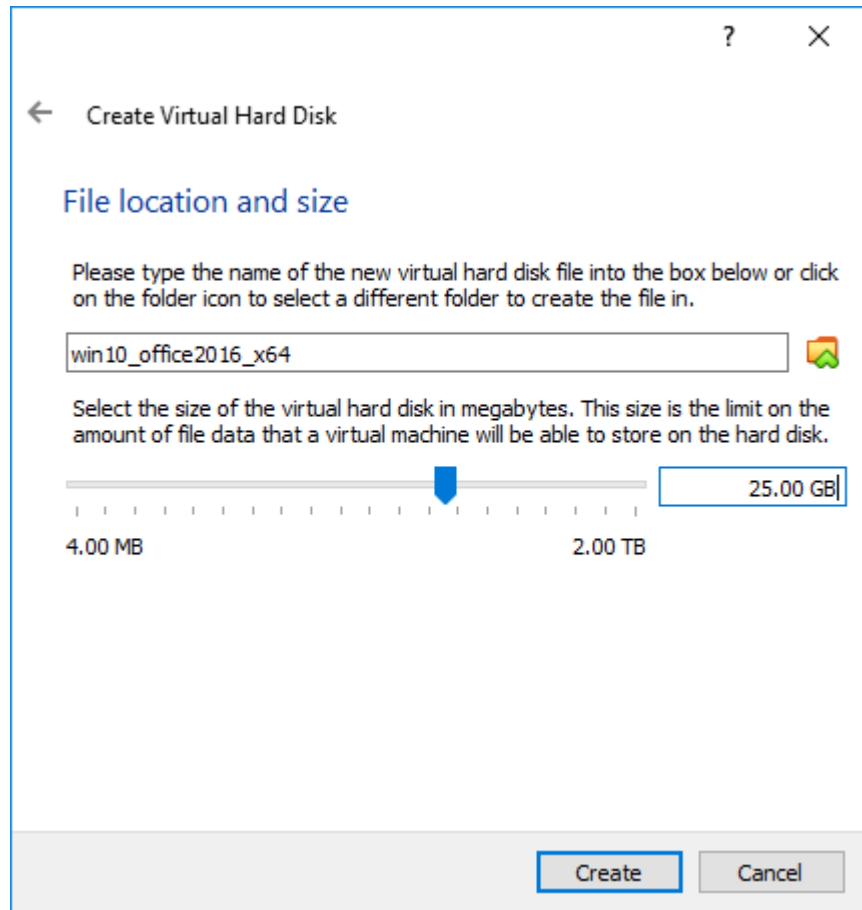 ?
Create Virtual Hard Disk
File location and size
Please type the name of the new virtual hard disk file into the box below or click
on the folder icon to select a different folder to create the file in.
win10_office2016_x64
Select the size of the virtual hard disk in megabytes. This size is the limit on the
amount of file data that a virtual machine will be able to store on the hard disk.
25.00 GB
4.00 MB 2.00 TB
Create Cancel